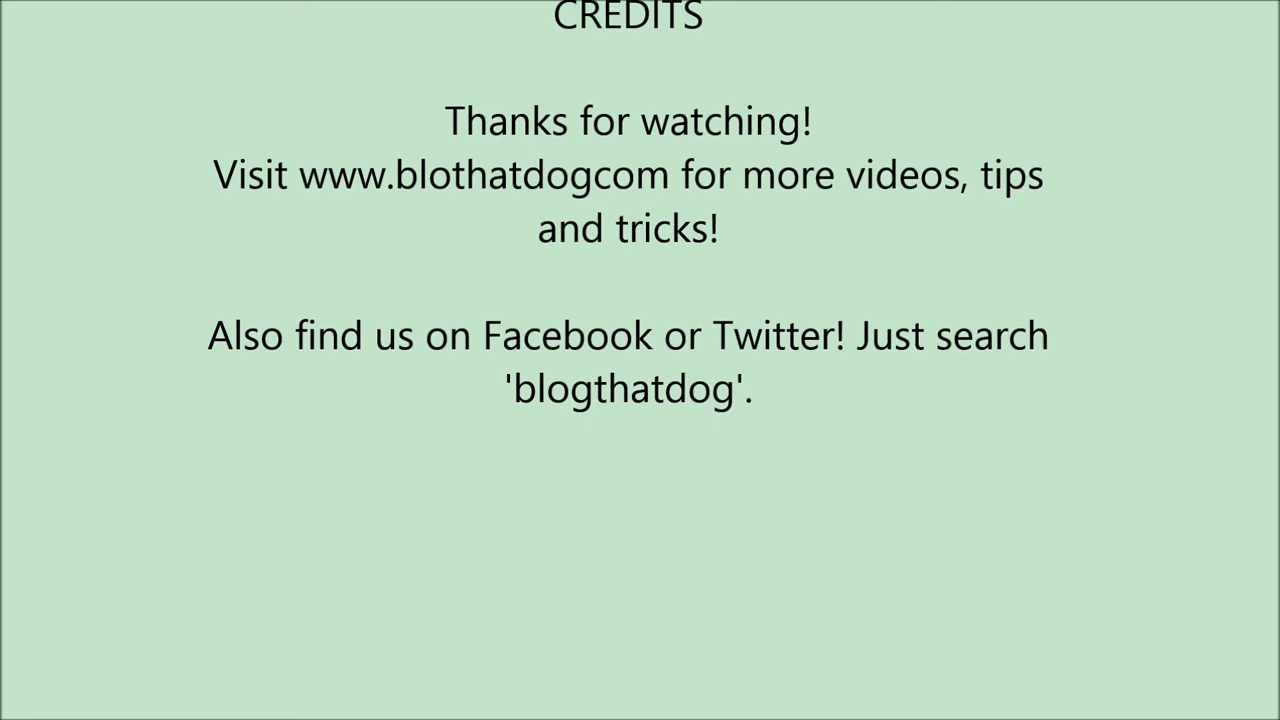 CREDITS
Thanks for watching!
Visit www.blothatdogcom for more videos, tips
and tricks!
Also find us on Facebook or Twitter! Just search
'blogthatdog'.